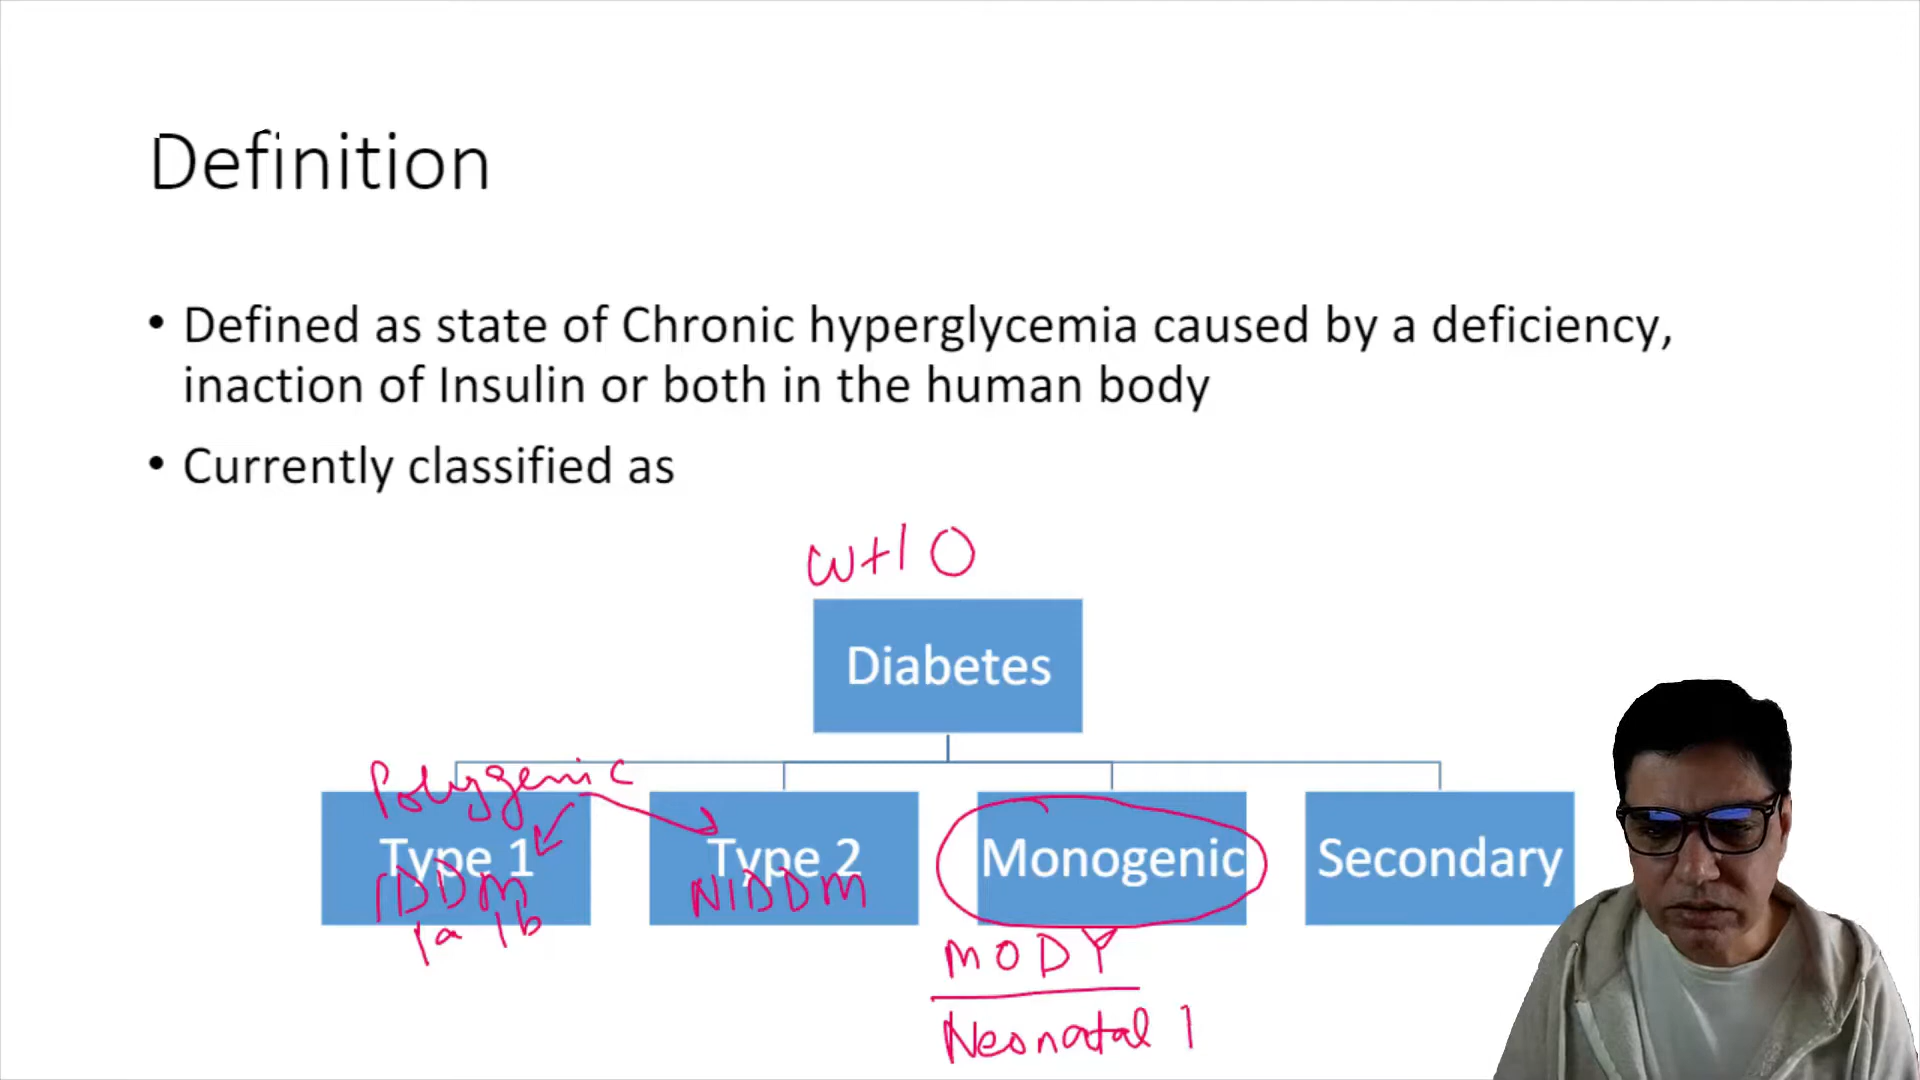 Definition
• Defined as state of Chronic hyperglycemia caused by a deficiency,
inaction of Insulin or both in the human body
• Currently classified as
WHO
Diabetes
Polygenic
Type 1
Type 2
Monogenic
Secondary
IDDM
NIDDM
1a 1b
MODY
Neonatal 1